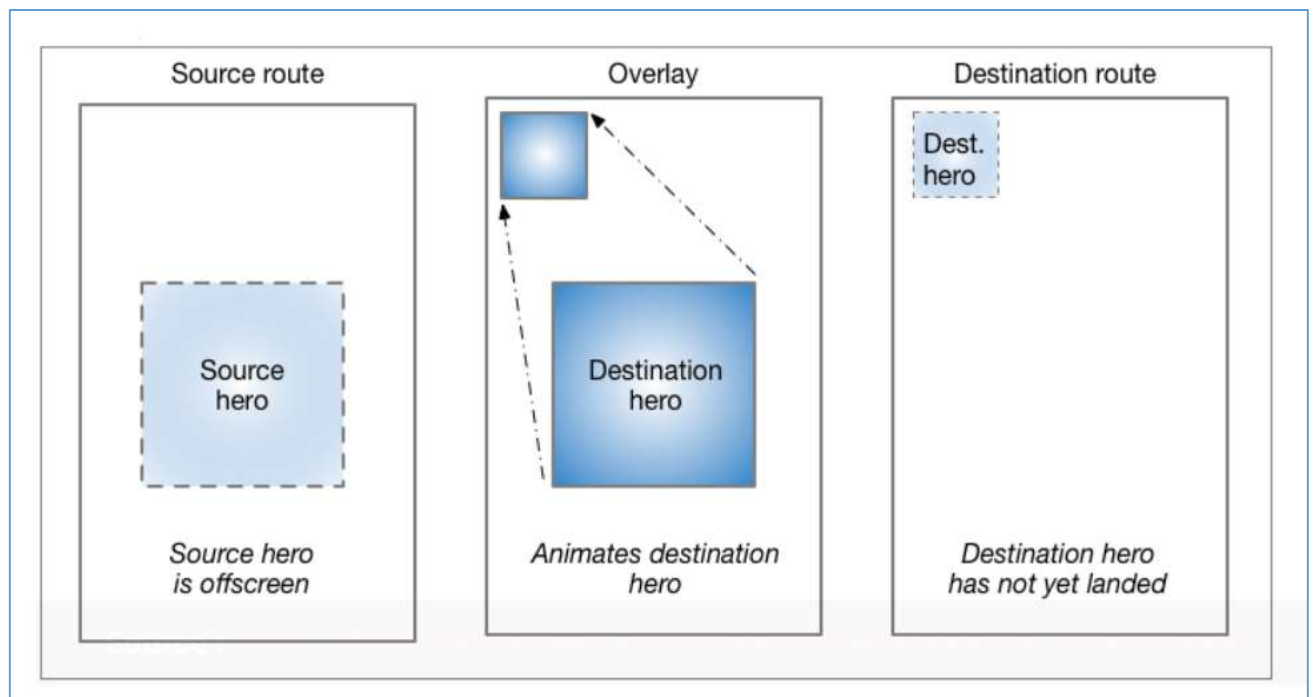 Source route
Overlay
Destination route
Dest.
hero
Source
hero
Destination
hero
Source hero
is offscreen
Animates destination
hero
Destination hero
has not yet landed